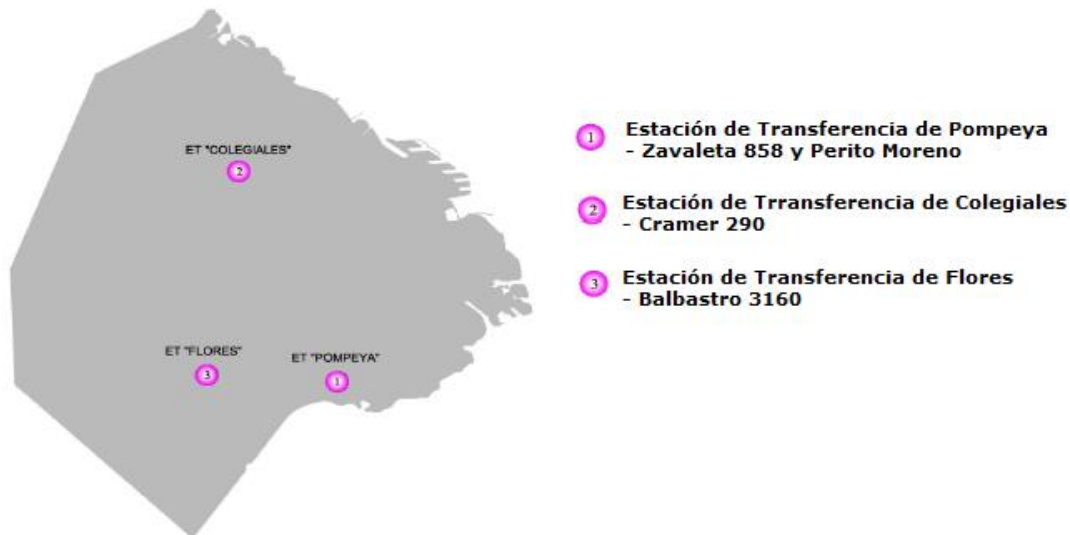 ET "COLEGIALES"
2
ET "FLORES"
3
ET "POMPEYA"
1
1 Estación de Transferencia de Pompeya
- Zavaleta 858 y Perito Moreno
2 Estación de Trransferencia de Colegiales
- Cramer 290
3 Estación de Transferencia de Flores
- Balbastro 3160